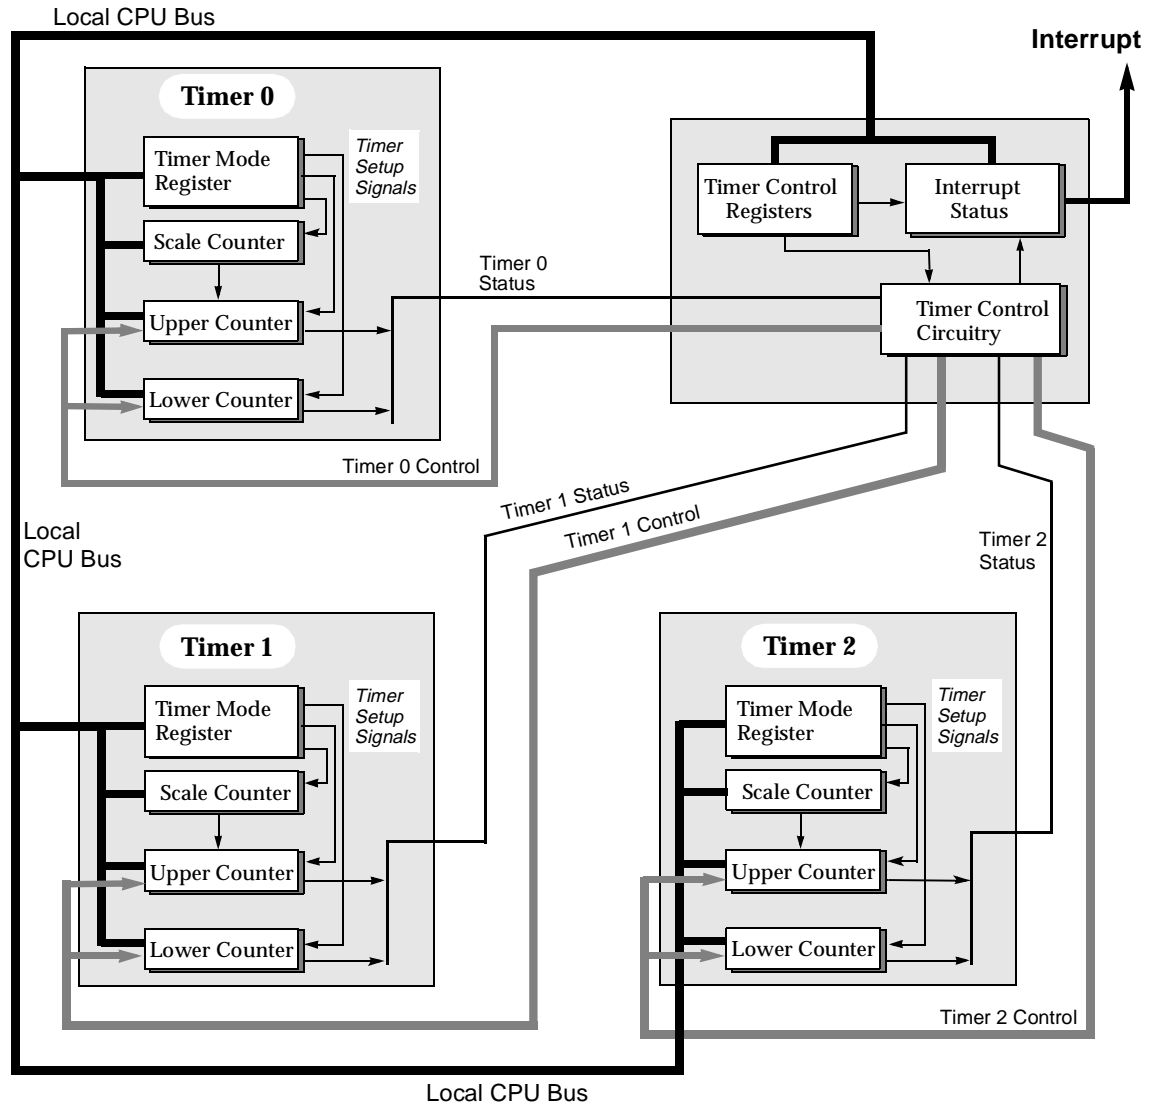 Local CPU Bus
Interrupt
Timer 0
Timer Mode
Register
Timer
Setup
Signals
Scale Counter
Upper Counter
Lower Counter
Timer Control
Registers
Interrupt
Status
Timer 0
Status
Timer Control
Circuitry
Timer 0 Control
Timer 1 Status
Timer 1 Control
Local
CPU Bus
Timer 2
Status
Timer 1
Timer Mode
Register
Timer
Setup
Signals
Scale Counter
Upper Counter
Lower Counter
Timer 2
Timer Mode
Register
Timer
Setup
Signals
Scale Counter
Upper Counter
Lower Counter
Timer 2 Control
Local CPU Bus